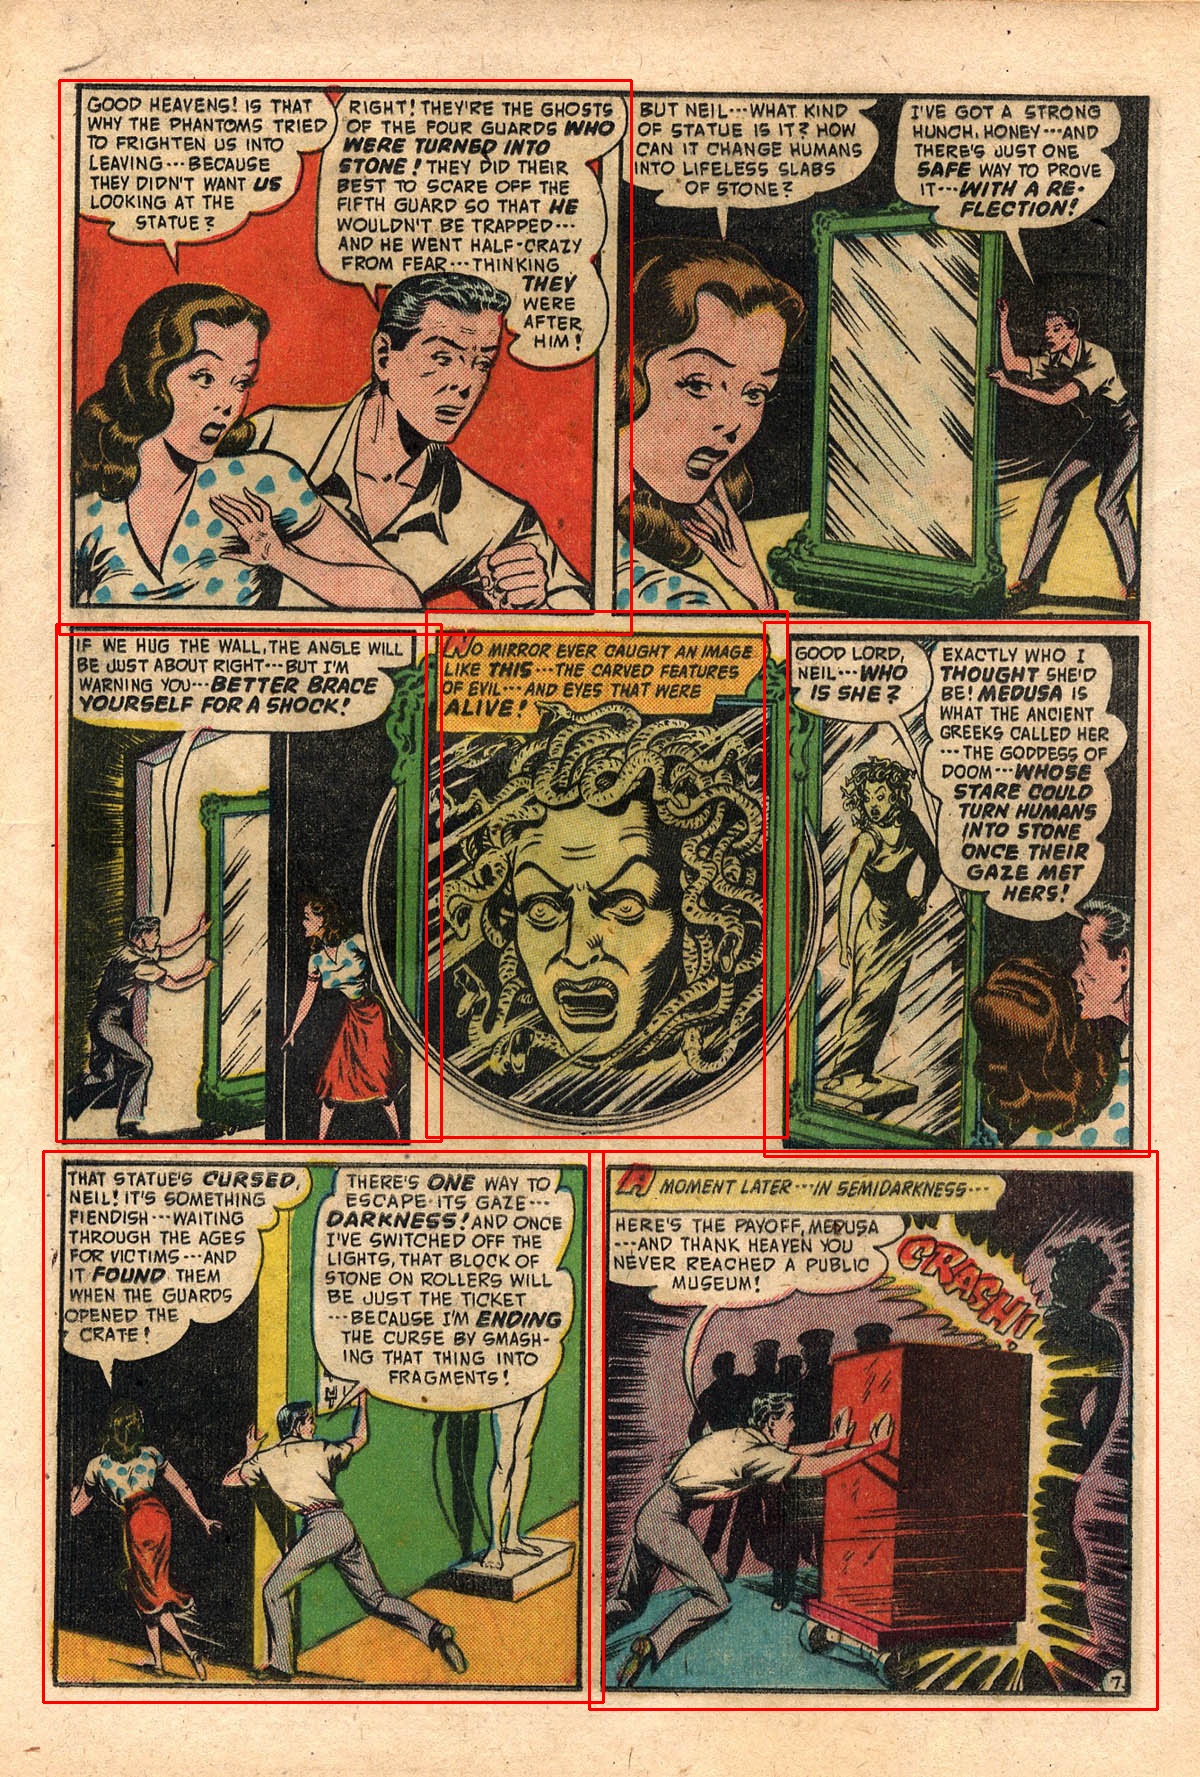 GOOD HEAVENS! IS THAT
WHY THE PHANTOMS TRIED
TO FRIGHTEN US INTO
LEAVING---BECAUSE
THEY DIDN'T WANT US
LOOKING AT THE
STATUE?
RIGHT! THEY'RE THE GHOSTS
OF THE FOUR GUARDS WHO
WERE TURNED INTO
STONE! THEY DID THEIR
BEST TO SCARE OFF THE
FIFTH GUARD SO THAT HE
WOULDN'T BE TRAPPED---
AND HE WENT HALF-CRAZY
FROM FEAR---THINKING
THEY
WERE
AFTER
HIM!
BUT NEIL---WHAT KIND
OF STATUE IS IT? HOW
CAN IT CHANGE HUMANS
INTO LIFELESS SLABS
OF STONE?
I'VE GOT A STRONG
HUNCH, HONEY---AND
THERE'S JUST ONE
SAFE WAY TO PROVE
IT---WITH A RE-
FLECTION!
IF WE HUG THE WALL, THE ANGLE WILL
BE JUST ABOUT RIGHT---BUT I'M
WARNING YOU---BETTER BRACE
YOURSELF FOR A SHOCK!
NO MIRROR EVER CAUGHT AN IMAGE
LIKE THIS---THE CARVED FEATURES
OF EVIL---AND EYES THAT WERE
ALIVE!
GOOD LORD,
NEIL---WHO
IS SHE?
EXACTLY WHO I
THOUGHT SHE'D
BE! MEDUSA IS
WHAT THE ANCIENT
GREEKS CALLED HER
---THE GODDESS OF
DOOM---WHOSE
STARE COULD
TURN HUMANS
INTO STONE
ONCE THEIR
GAZE MET
HERS!
THAT STATUE'S CURSED,
NEIL! IT'S SOMETHING
FIENDISH---WAITING
THROUGH THE AGES
FOR VICTIMS---AND
IT FOUND THEM
WHEN THE GUARDS
OPENED THE
CRATE!
THERE'S ONE WAY TO
ESCAPE ITS GAZE---
DARKNESS! AND ONCE
I'VE SWITCHED OFF THE
LIGHTS, THAT BLOCK OF
STONE ON ROLLERS WILL
BE JUST THE TICKET
---BECAUSE I'M ENDING
THE CURSE BY SMASH-
ING THAT THING INTO
FRAGMENTS!
A MOMENT LATER---IN SEMIDARKNESS---
HERE'S THE PAYOFF, MEDUSA
---AND THANK HEAVEN YOU
NEVER REACHED A PUBLIC
MUSEUM!
CRASH!
7